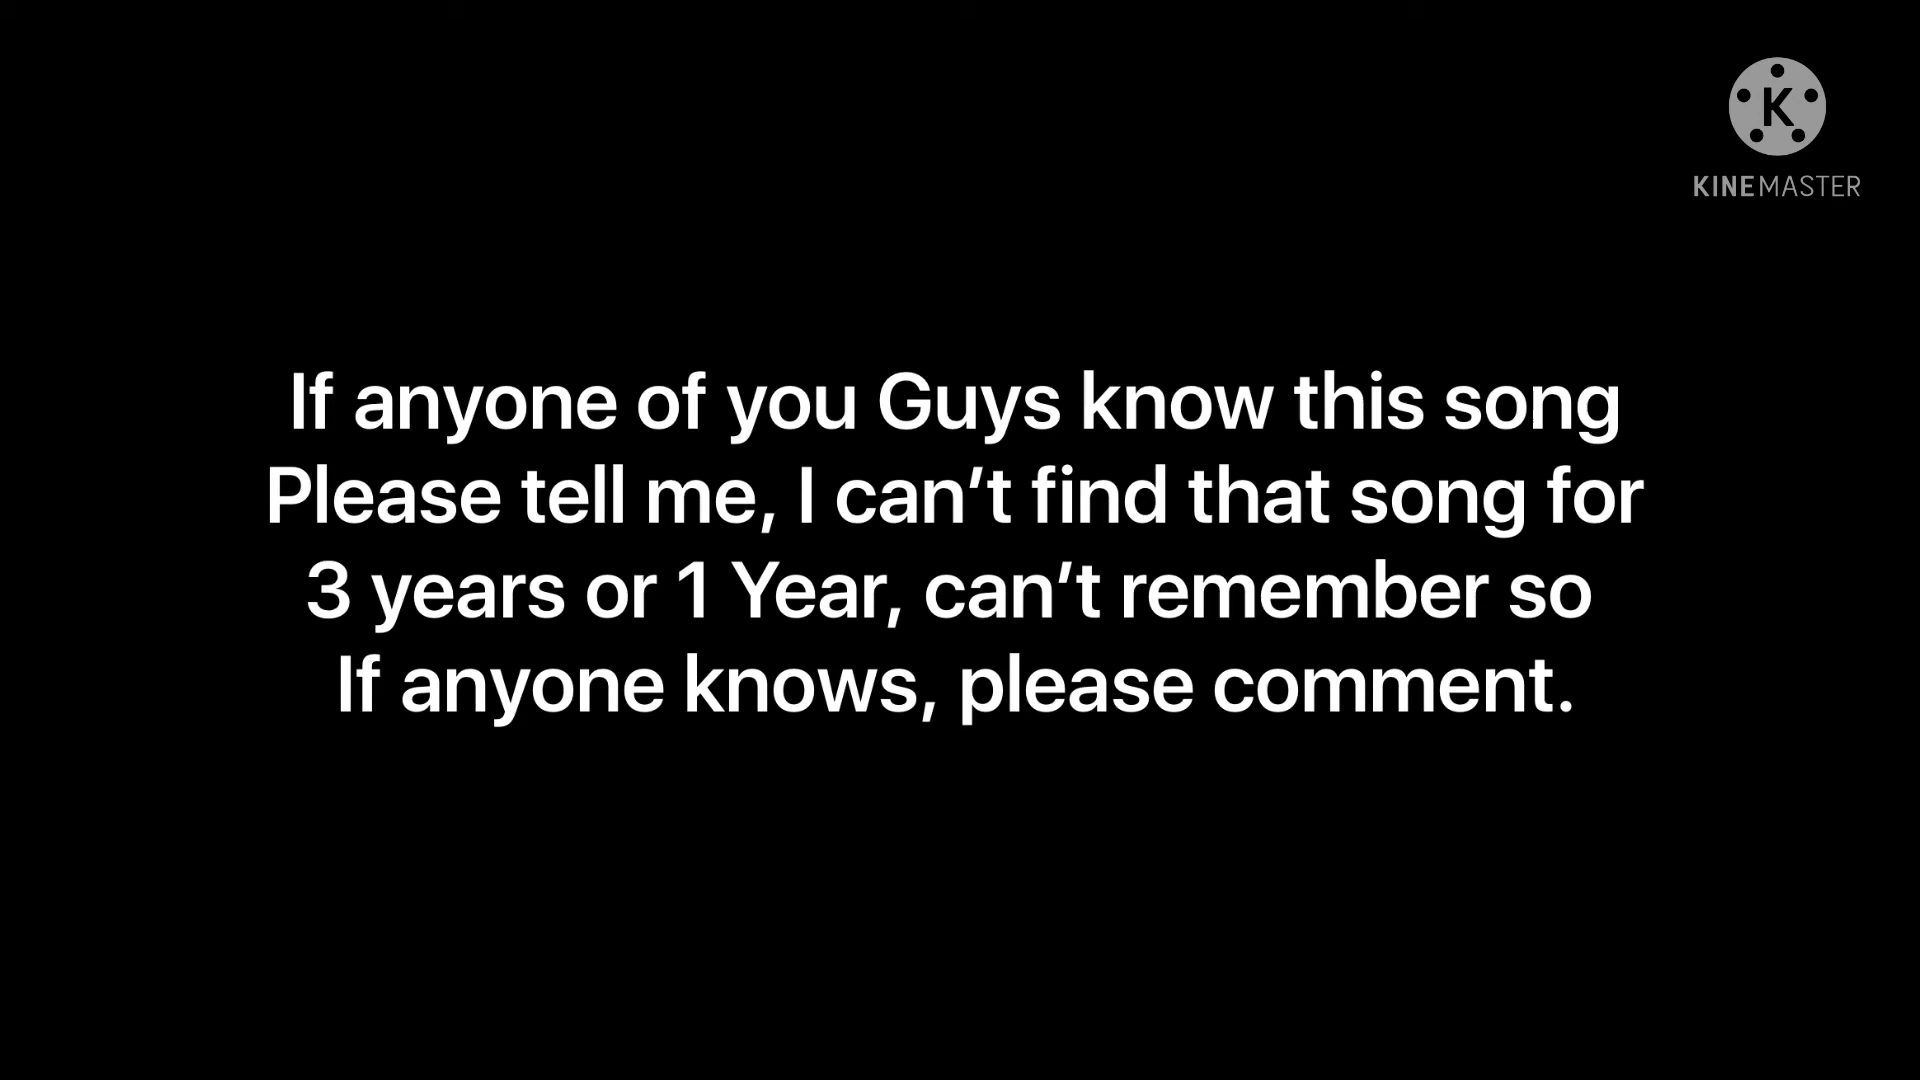 K
KINEMASTER
If anyone of you Guys know this song
Please tell me, I can’t find that song for
3 years or 1 Year, can’t remember so
If anyone knows, please comment.